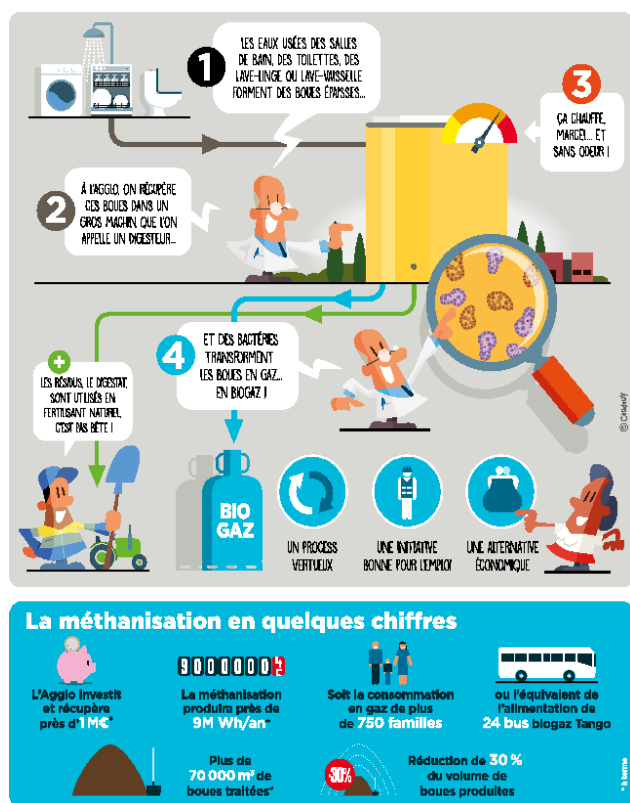 1
LES EAUX USÉES DES SALLES
DE BAIN, DES TOILETTES, DES
LAVE-LINGE OU LAVE-VAISSELLE
FORMENT DES BOUES ÉPAISSES...
2
À L'AGGLO, ON RÉCUPÈRE
CES BOUES DANS UN
GROS MACHIN QUE L'ON
APPELLE UN DIGESTEUR...
3
ÇA CHAUFFE,
MARCEL... ET
SANS ODEUR !
4
ET DES BACTÉRIES
TRANSFORMENT
LES BOUES EN GAZ...
EN BIOGAZ !
+
LES RÉSIDUS, LE DIGESTAT,
SONT UTILISÉS EN
FERTILISANT NATUREL,
C'EST PAS BÊTE !
BIO
GAZ
UN PROCESS
VERTUEUX
UNE INITIATIVE
BONNE POUR L'EMPLOI
UNE ALTERNATIVE
ÉCONOMIQUE
La méthanisation en quelques chiffres
L'Agglo investit
et récupère
près d'1 M€*
9000000
La méthanisation
produira près de
9M Wh/an*
Soit la consommation
en gaz de plus
de 750 familles
ou l'équivalent de
l'alimentation de
24 bus biogaz Tango
Plus de
70 000 m³ de
boues traitées*
-30%
Réduction de 30 %
du volume de
boues produites
* à terme